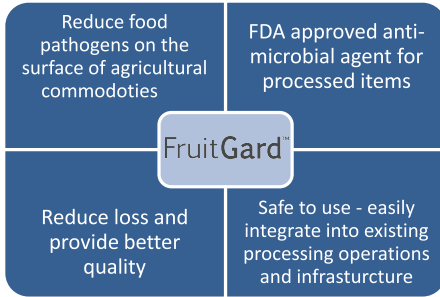 Reduce food
pathogens on the
surface of agricultural
commodoties
FDA approved anti-
microbial agent for
processed items
FruitGard™
Reduce loss and
provide better
quality
Safe to use - easily
integrate into existing
processing operations
and infrasturcture